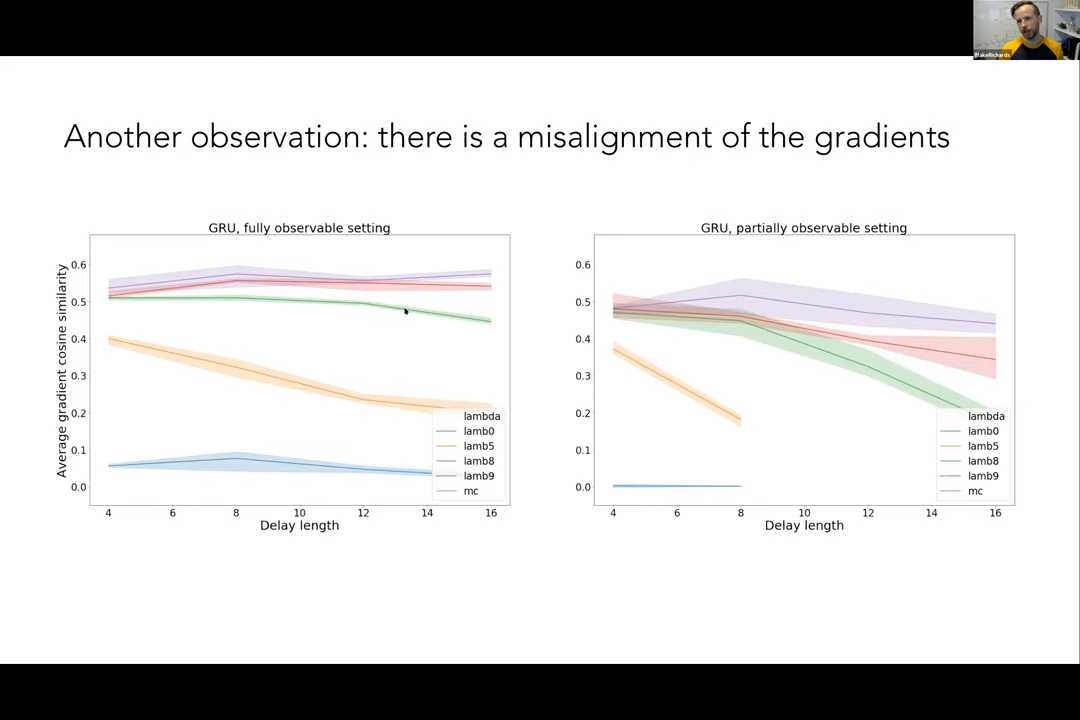 BlakeRichards
Another observation: there is a misalignment of the gradients
GRU, fully observable setting
Average gradient cosine similarity
0.6
0.5
0.4
0.3
0.2
0.1
0.0
4
6
8
10
12
14
16
Delay length
lambda
lamb0
lamb5
lamb8
lamb9
mc
GRU, partially observable setting
0.6
0.5
0.4
0.3
0.2
0.1
0.0
4
6
8
10
12
14
16
Delay length
lambda
lamb0
lamb5
lamb8
lamb9
mc